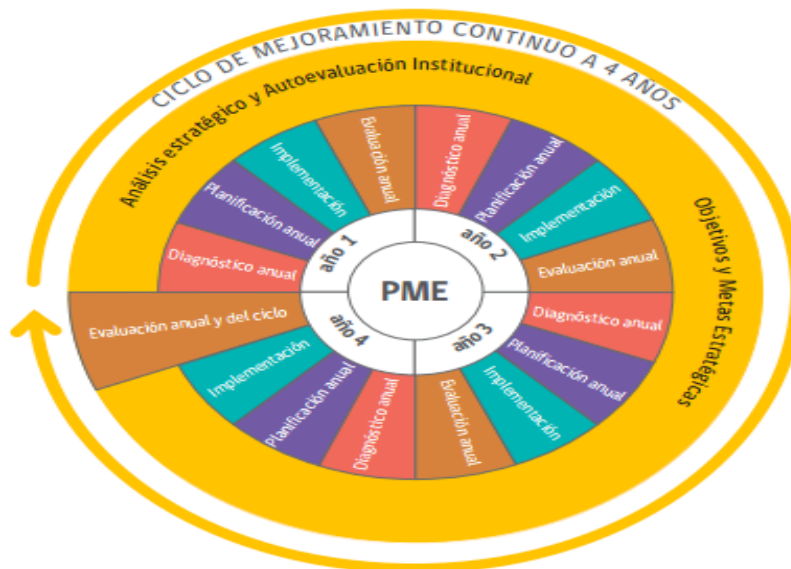 CICLO DE MEJORAMIENTO CONTÍNUO A 4 AÑOS
Análisis estratégico y Autoevaluación Institucional
Objetivos y Metas Estratégicas
PME
año 1
Diagnóstico anual
Planificación anual
Implementación
Evaluación anual
año 2
Diagnóstico anual
Planificación anual
Implementación
Evaluación anual
año 3
Diagnóstico anual
Planificación anual
Implementación
Evaluación anual
año 4
Diagnóstico anual
Planificación anual
Implementación
Evaluación anual y del ciclo